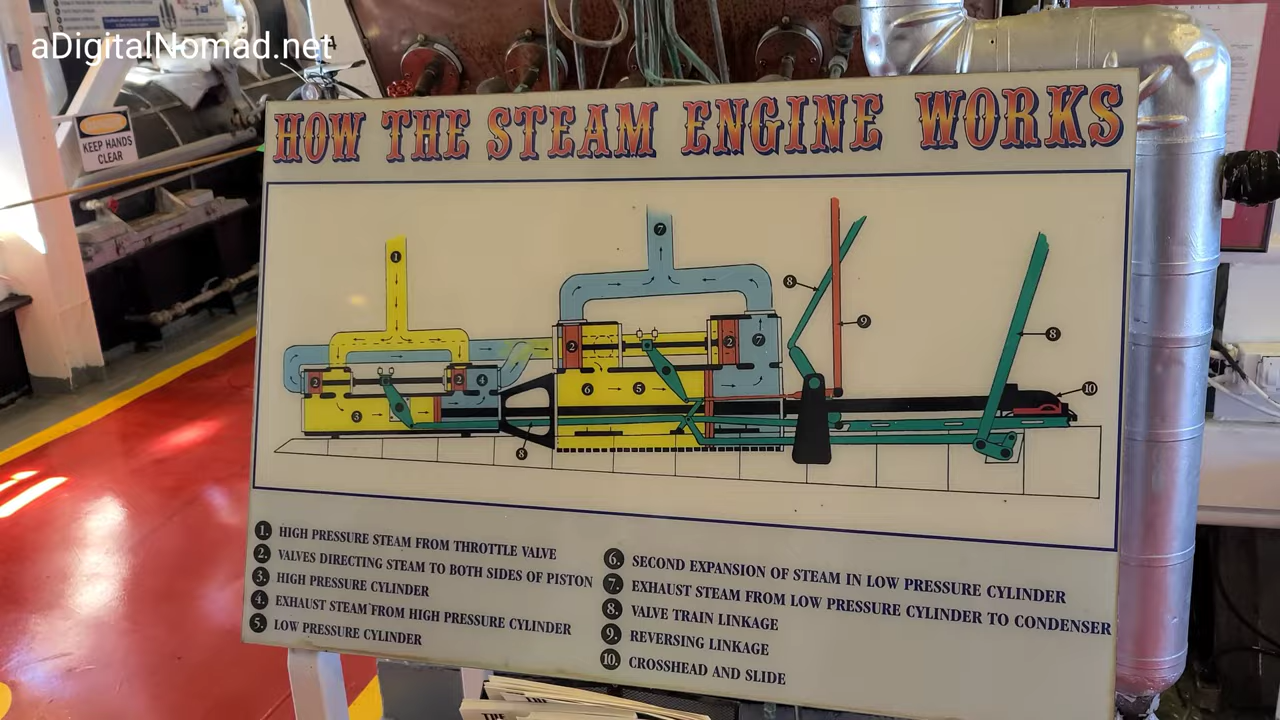 aDigitalNomad.net
KEEP HANDS
CLEAR
HOW THE STEAM ENGINE WORKS
1
7
8
9
8
2
2
7
2
2
4
6
5
3
10
8
1. HIGH PRESSURE STEAM FROM THROTTLE VALVE
2. VALVES DIRECTING STEAM TO BOTH SIDES OF PISTON
3. HIGH PRESSURE CYLINDER
4. EXHAUST STEAM FROM HIGH PRESSURE CYLINDER
5. LOW PRESSURE CYLINDER
6. SECOND EXPANSION OF STEAM IN LOW PRESSURE CYLINDER
7. EXHAUST STEAM FROM LOW PRESSURE CYLINDER TO CONDENSER
8. VALVE TRAIN LINKAGE
9. REVERSING LINKAGE
10. CROSSHEAD AND SLIDE
THE
THE